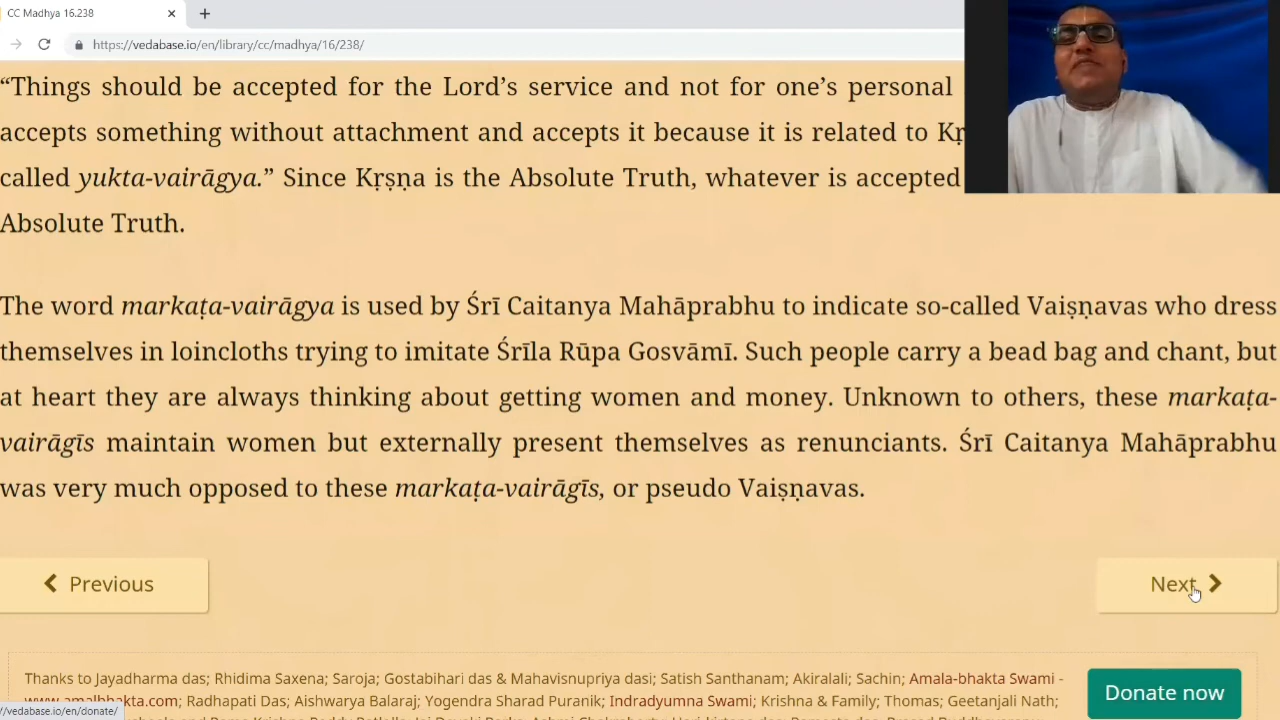 CC Madhya 16.238
https://vedabase.io/en/library/cc/madhya/16/238/
“Things should be accepted for the Lord’s service and not for one’s personal
accepts something without attachment and accepts it because it is related to
called yukta-vairāgya.” Since Kṛṣṇa is the Absolute Truth, whatever is accepted
Absolute Truth.
The word markaṭa-vairāgya is used by Śrī Caitanya Mahāprabhu to indicate so-called Vaiṣṇavas who dress
themselves in loincloths trying to imitate Śrīla Rūpa Gosvāmī. Such people carry a bead bag and chant, but
at heart they are always thinking about getting women and money. Unknown to others, these markaṭa-
vairāgīs maintain women but externally present themselves as renunciants. Śrī Caitanya Mahāprabhu
was very much opposed to these markaṭa-vairāgīs, or pseudo Vaiṣṇavas.
Previous
Next
Thanks to Jayadharma das; Rhidima Saxena; Saroja; Gostabihari das & Mahavisnupriya dasi; Satish Santhanam; Akiralali; Sachin; Amala-bhakta Swami -
www.amalbhakta.com; Radhapati Das; Aishwarya Balaraj; Yogendra Sharad Puranik; Indradyumna Swami; Krishna & Family; Thomas; Geetanjali Nath;
Donate now
//vedabase.io/en/donate/